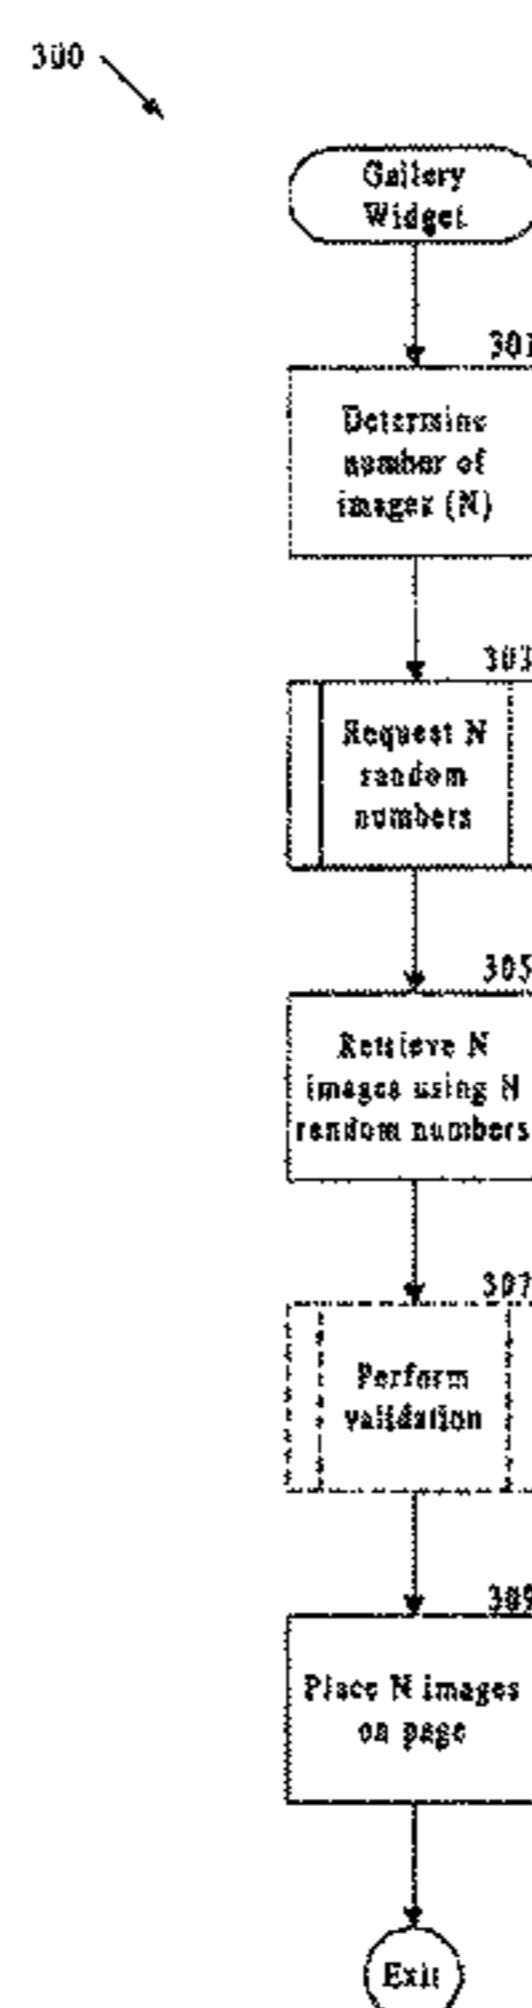 300
Gallery
Widget
301
Determine
number of
images (N)
303
Request N
random
numbers
305
Retrieve N
images using N
random numbers
307
Perform
validation
309
Place N images
on page
Exit